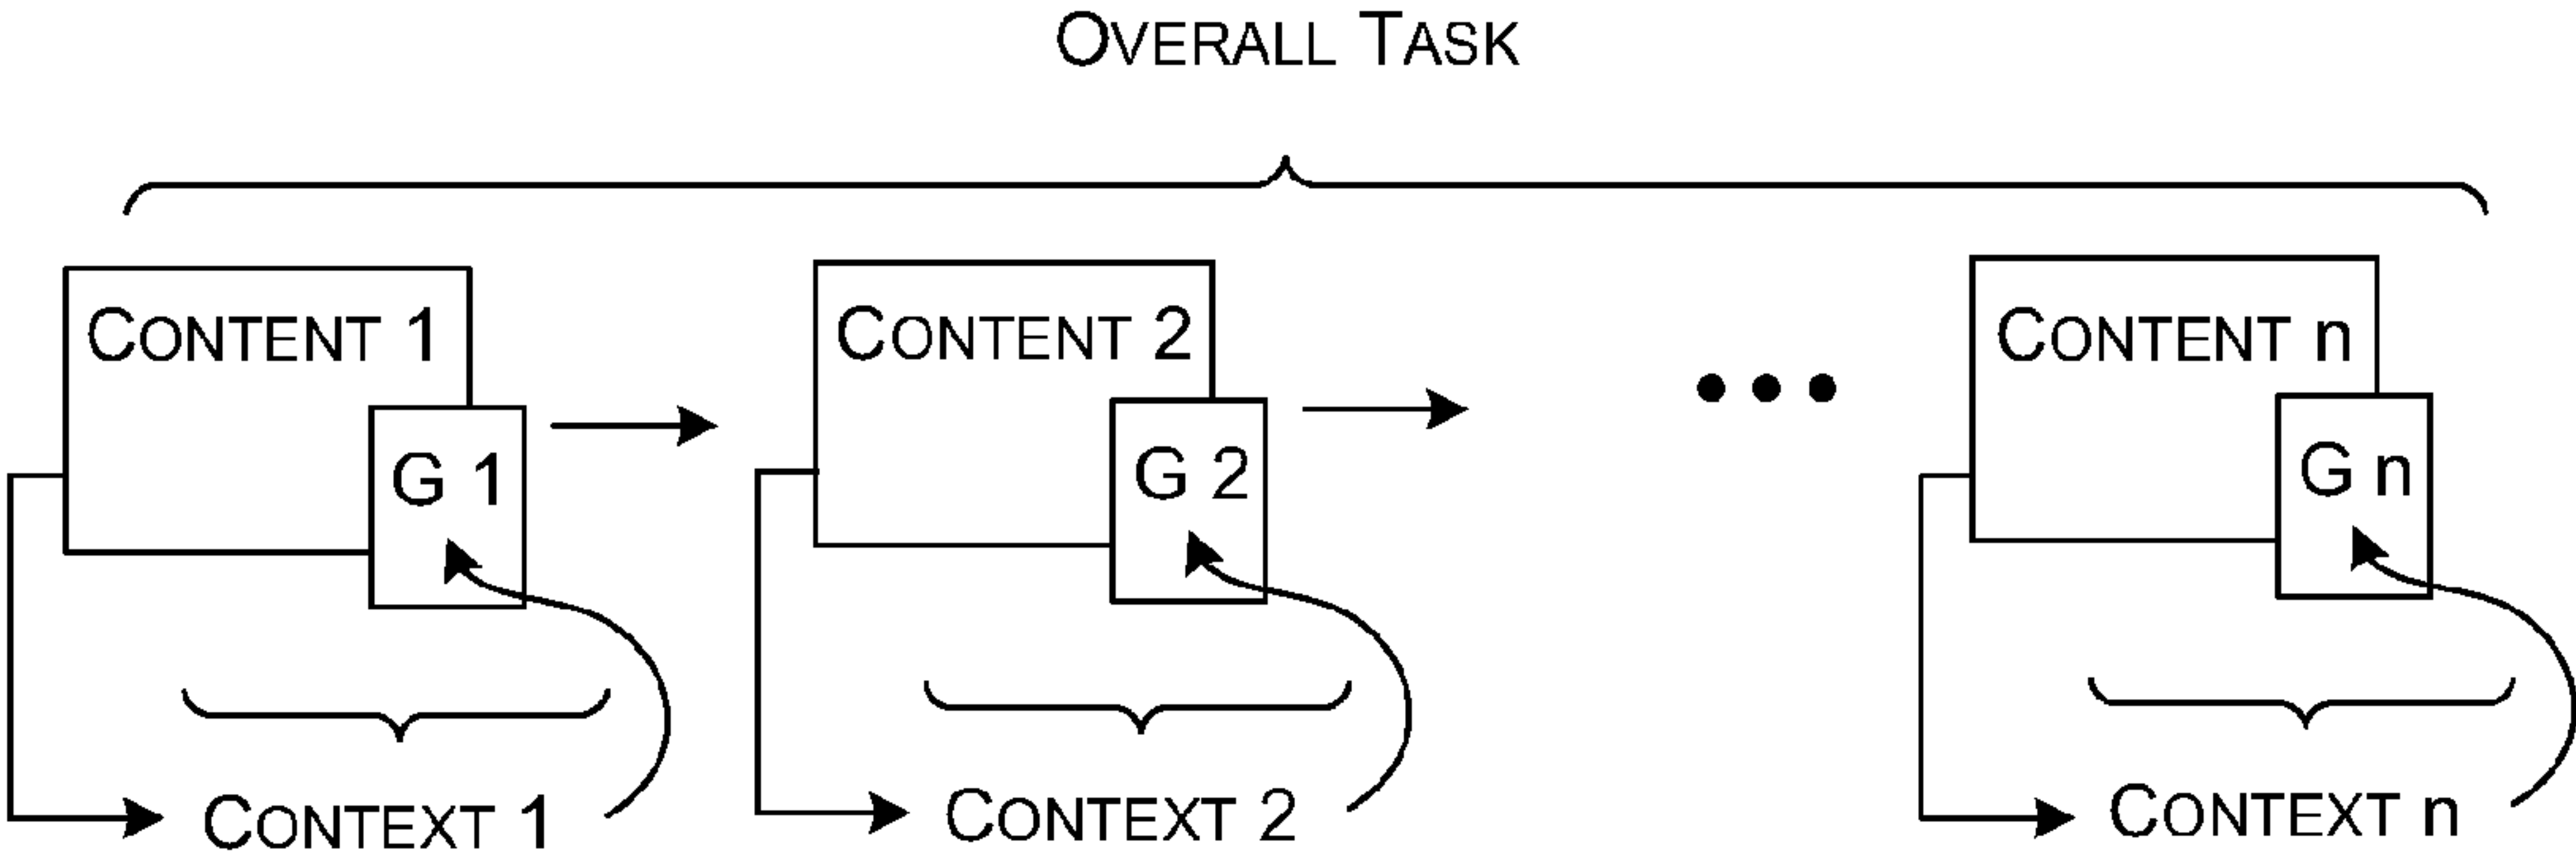 OVERALL TASK
CONTENT 1
G 1
CONTEXT 1
CONTENT 2
G 2
CONTEXT 2
CONTENT n
G n
CONTEXT n